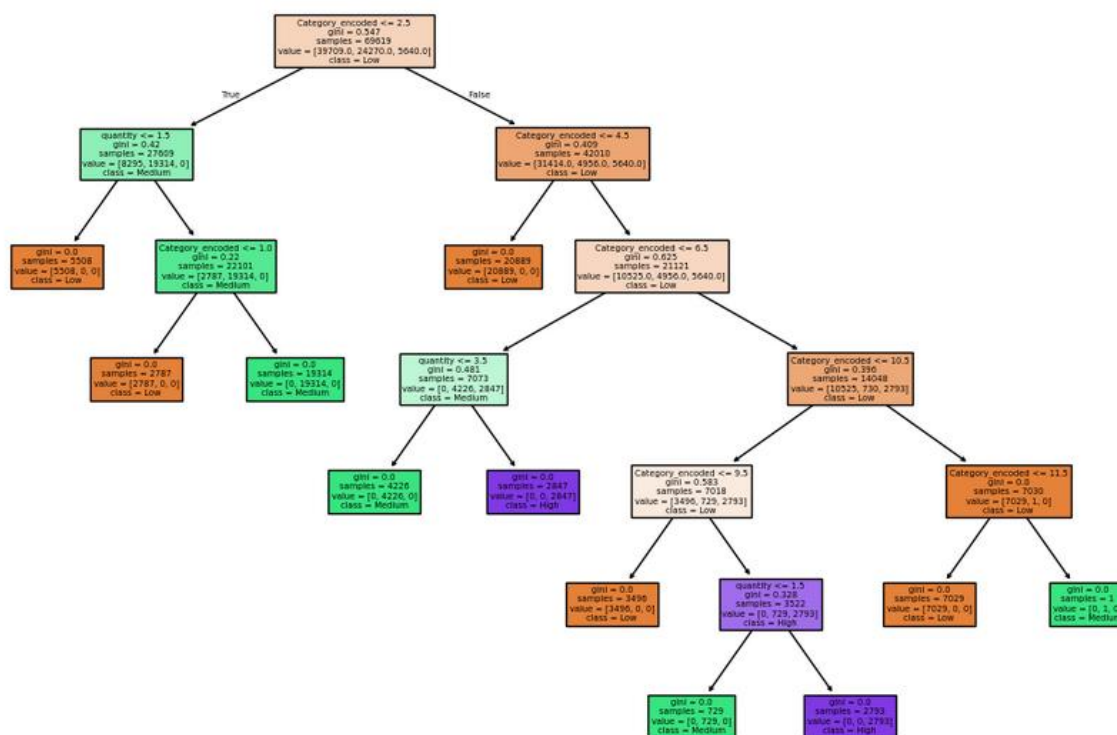 Category_encoded <= 2.5
gini = 0.547
samples = 69619
value = [39709.0, 24270.0, 5640.0]
class = Low
True
False
quantity <= 1.5
gini = 0.42
samples = 27609
value = [8295, 19314, 0]
class = Medium
Category_encoded <= 4.5
gini = 0.409
samples = 42010
value = [31414.0, 4956.0, 5640.0]
class = Low
gini = 0.0
samples = 5508
value = [5508, 0, 0]
class = Low
Category_encoded <= 1.0
gini = 0.22
samples = 22101
value = [2787, 19314, 0]
class = Medium
gini = 0.0
samples = 20889
value = [20889, 0, 0]
class = Low
Category_encoded <= 6.5
gini = 0.625
samples = 21121
value = [10525.0, 4956.0, 5640.0]
class = Low
gini = 0.0
samples = 2787
value = [2787, 0, 0]
class = Low
gini = 0.0
samples = 19314
value = [0, 19314, 0]
class = Medium
quantity <= 3.5
gini = 0.481
samples = 7073
value = [0, 4226, 2847]
class = Medium
Category_encoded <= 10.5
gini = 0.396
samples = 14048
value = [10525, 730, 2793]
class = Low
gini = 0.0
samples = 4226
value = [0, 4226, 0]
class = Medium
gini = 0.0
samples = 2847
value = [0, 0, 2847]
class = High
Category_encoded <= 9.5
gini = 0.583
samples = 7018
value = [3496, 729, 2793]
class = Low
Category_encoded <= 11.5
gini = 0.0
samples = 7030
value = [7029, 1, 0]
class = Low
gini = 0.0
samples = 3496
value = [3496, 0, 0]
class = Low
quantity <= 1.5
gini = 0.328
samples = 3522
value = [0, 729, 2793]
class = High
gini = 0.0
samples = 7029
value = [7029, 0, 0]
class = Low
gini = 0.0
samples = 1
value = [0, 1, 0]
class = Medium
gini = 0.0
samples = 729
value = [0, 729, 0]
class = Medium
gini = 0.0
samples = 2793
value = [0, 0, 2793]
class = High